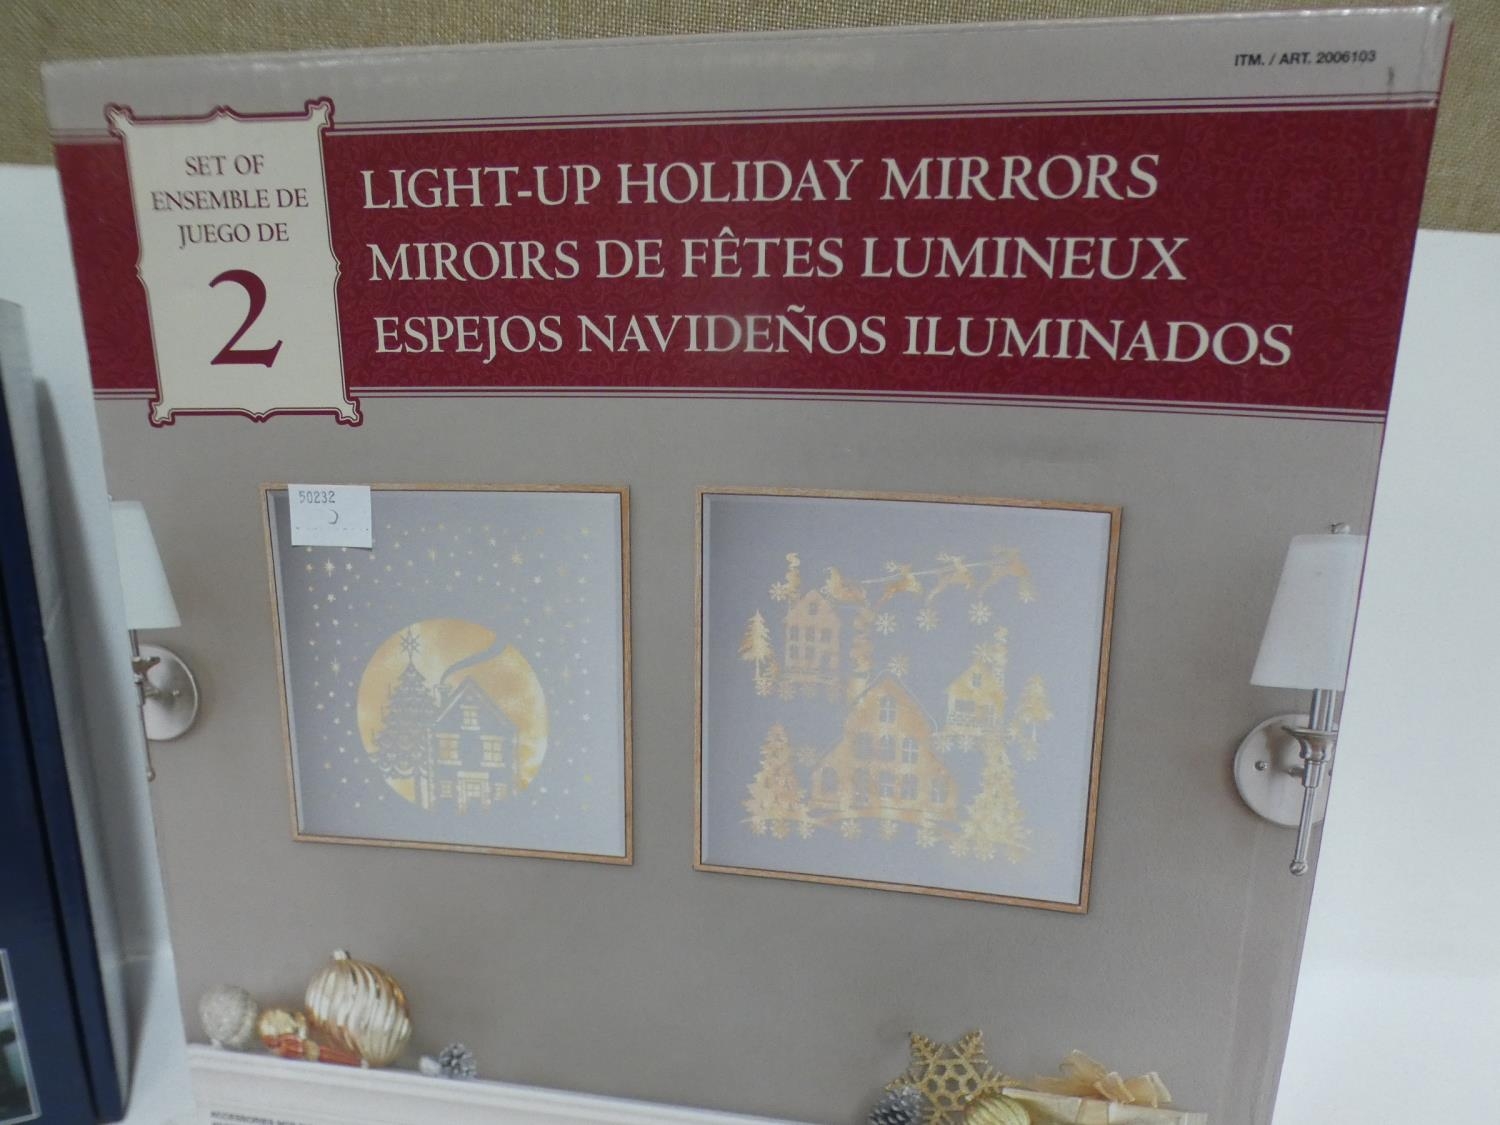 ITM. / ART. 2006103
SET OF
ENSEMBLE DE
JUEGO DE
2
LIGHT-UP HOLIDAY MIRRORS
MIROIRS DE FÊTES LUMINEUX
ESPEJOS NAVIDEÑOS ILUMINADOS
50232